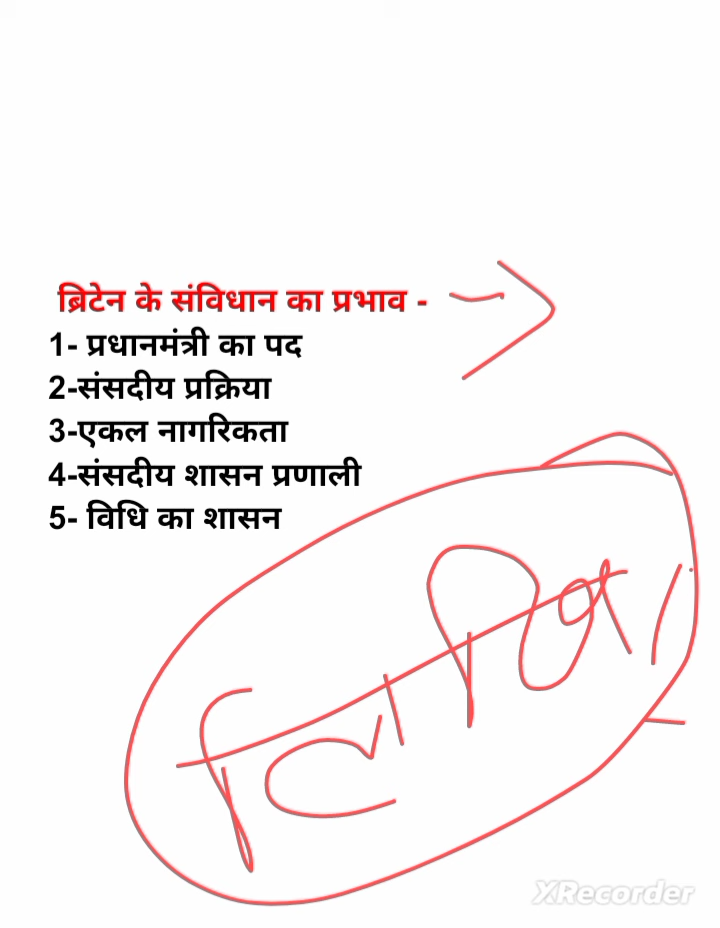 ब्रिटेन के संविधान का प्रभाव -
1- प्रधानमंत्री का पद
2-संसदीय प्रक्रिया
3-एकल नागरिकता
4-संसदीय शासन प्रणाली
5- विधि का शासन
XRecorder